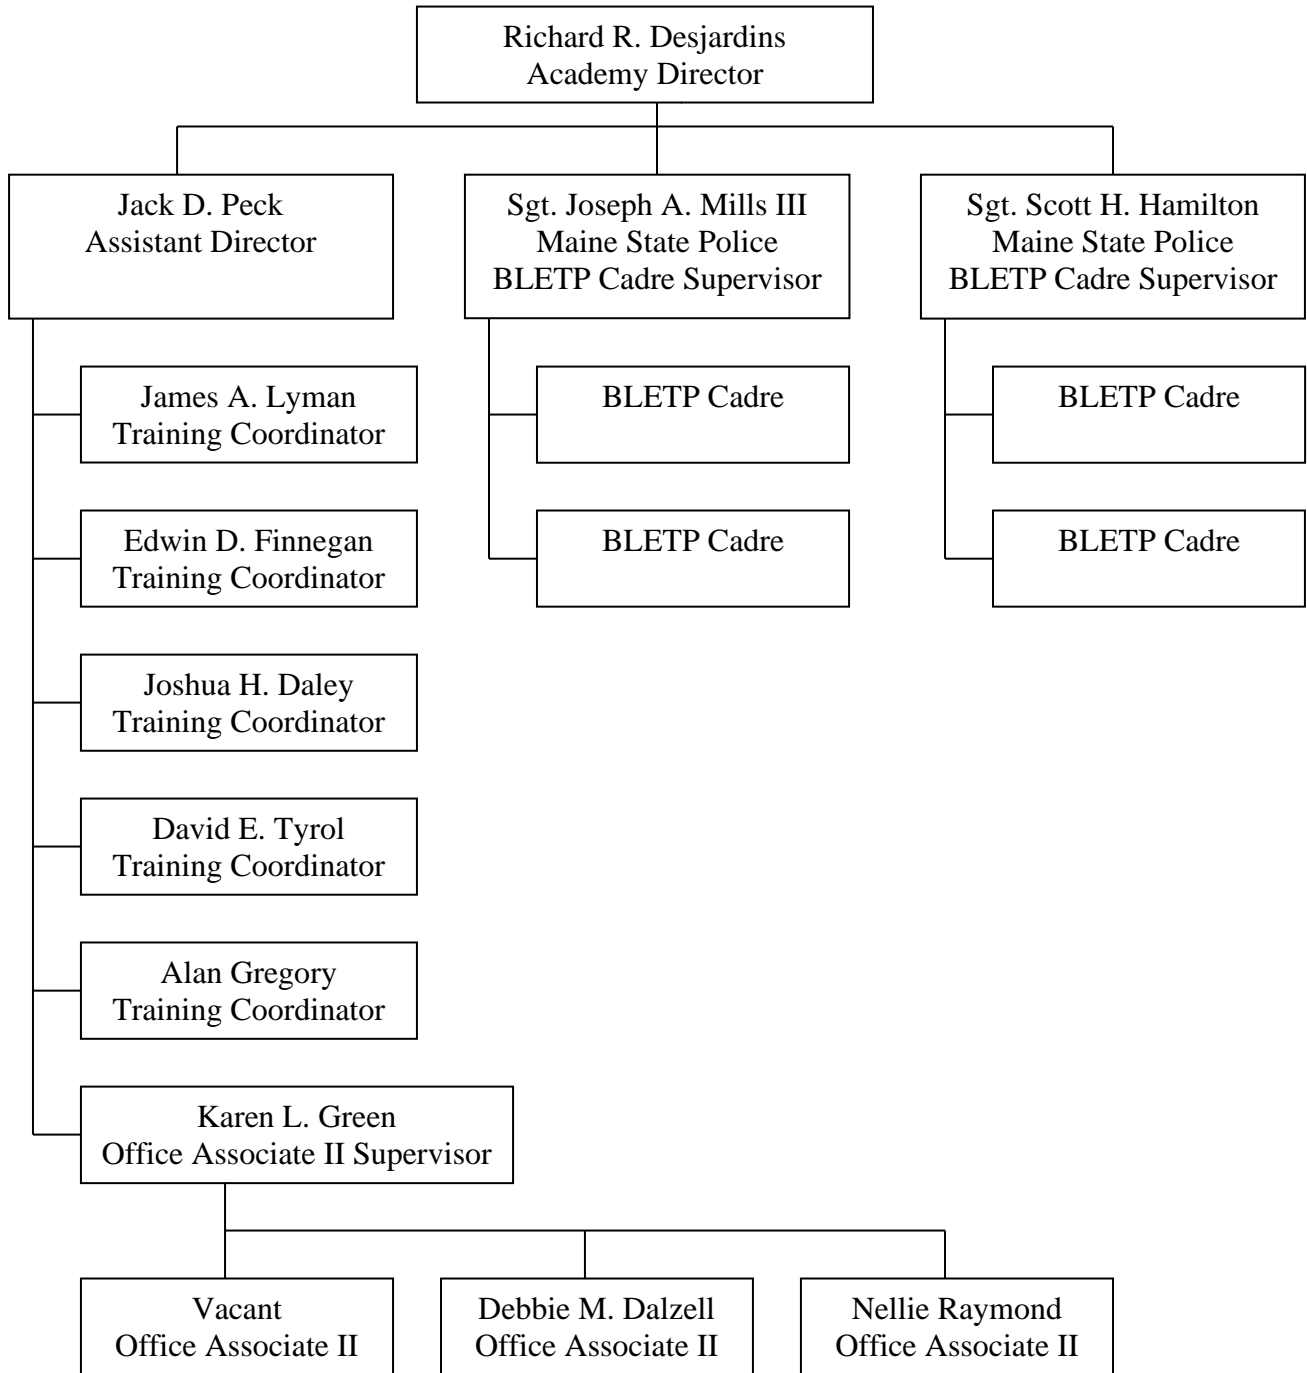 Richard R. Desjardins
Academy Director
Jack D. Peck
Assistant Director
Sgt. Joseph A. Mills III
Maine State Police
BLETP Cadre Supervisor
Sgt. Scott H. Hamilton
Maine State Police
BLETP Cadre Supervisor
James A. Lyman
Training Coordinator
BLETP Cadre
BLETP Cadre
Edwin D. Finnegan
Training Coordinator
BLETP Cadre
BLETP Cadre
Joshua H. Daley
Training Coordinator
David E. Tyrol
Training Coordinator
Alan Gregory
Training Coordinator
Karen L. Green
Office Associate II Supervisor
Vacant
Office Associate II
Debbie M. Dalzell
Office Associate II
Nellie Raymond
Office Associate II